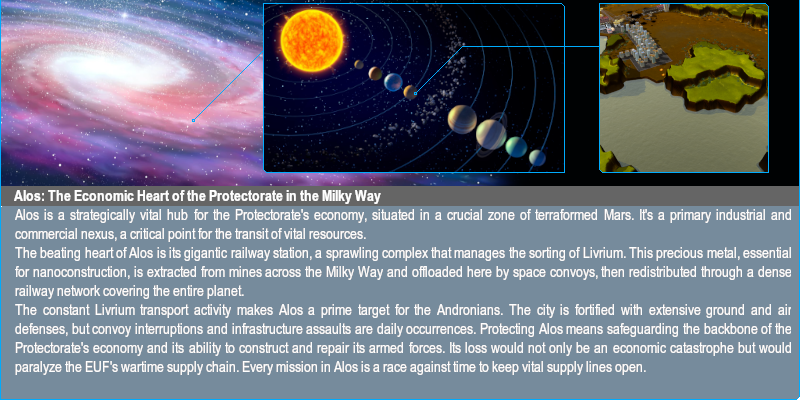 Alos: The Economic Heart of the Protectorate in the Milky Way
Alos is a strategically vital hub for the Protectorate's economy, situated in a crucial zone of terraformed Mars. It's a primary industrial and
commercial nexus, a critical point for the transit of vital resources.
The beating heart of Alos is its gigantic railway station, a sprawling complex that manages the sorting of Livrium. This precious metal, essential
for nanoconstruction, is extracted from mines across the Milky Way and offloaded here by space convoys, then redistributed through a dense
railway network covering the entire planet.
The constant Livrium transport activity makes Alos a prime target for the Andronians. The city is fortified with extensive ground and air
defenses, but convoy interruptions and infrastructure assaults are daily occurrences. Protecting Alos means safeguarding the backbone of the
Protectorate's economy and its ability to construct and repair its armed forces. Its loss would not only be an economic catastrophe but would
paralyze the EUF's wartime supply chain. Every mission in Alos is a race against time to keep vital supply lines open.